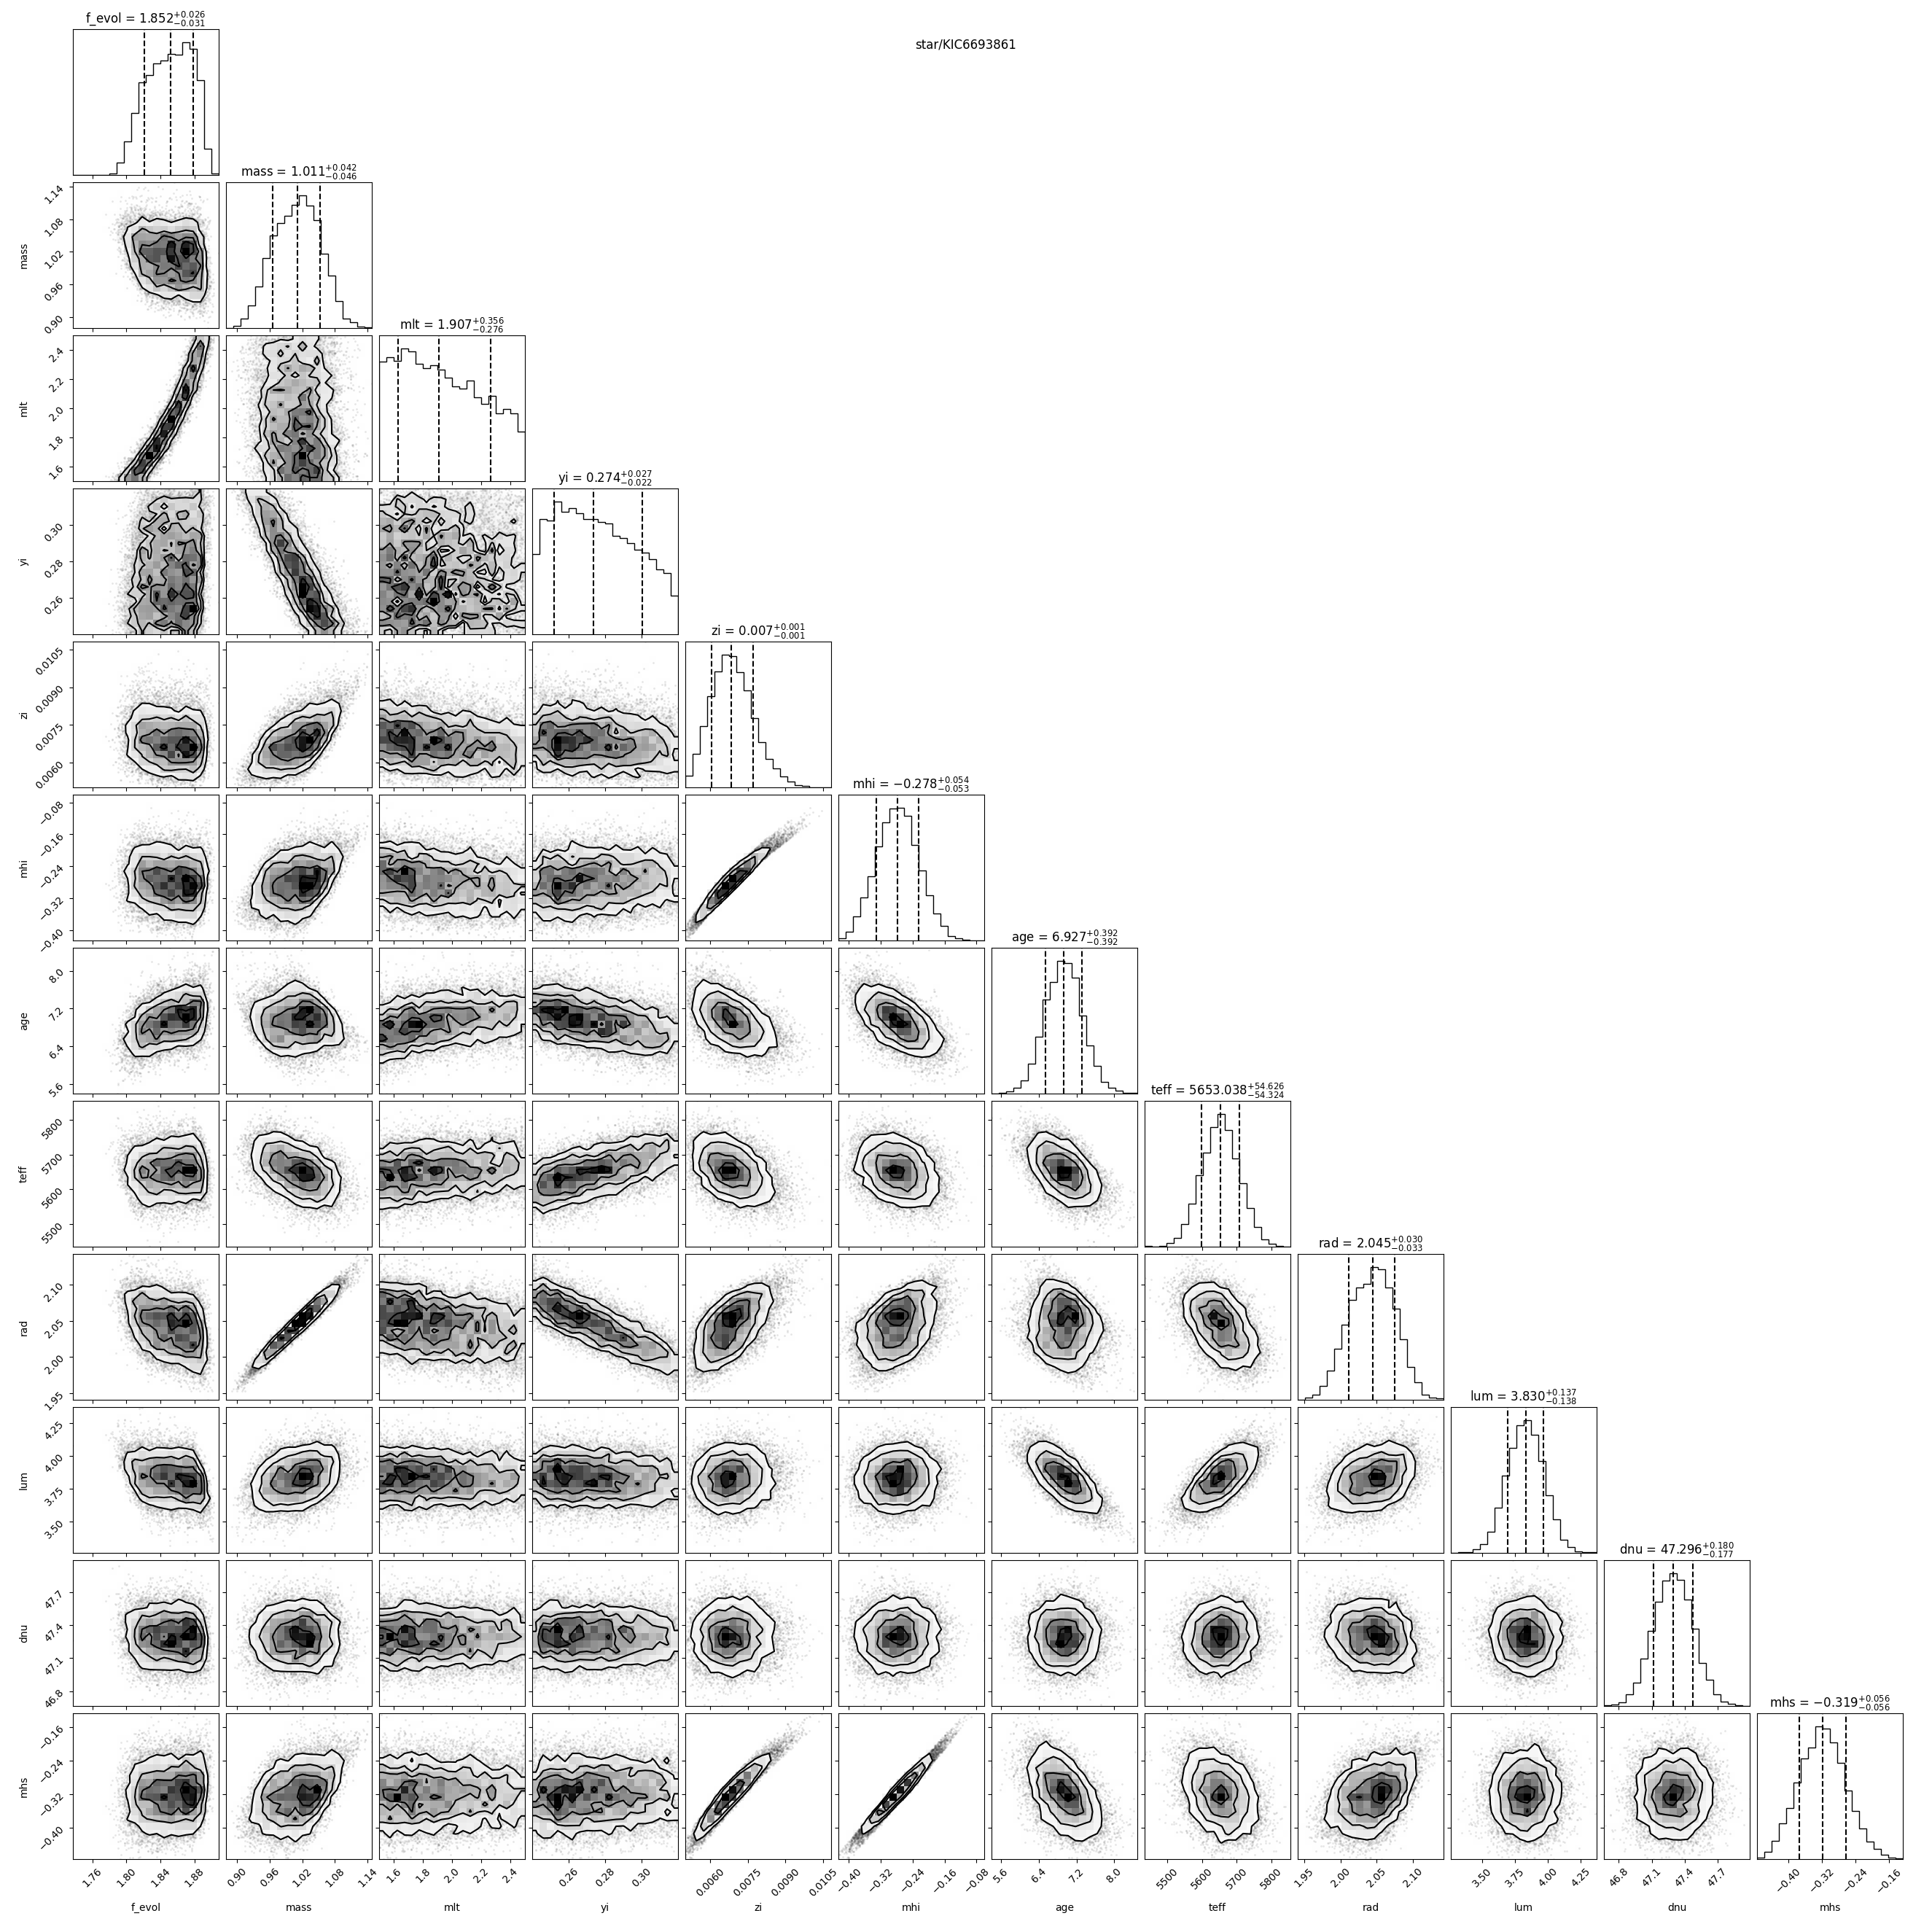 star/KIC6693861
f_evol = 1.852+0.026−0.031
mass = 1.011+0.042−0.046
1.14
1.08
1.02
0.96
0.90
mass
mlt = 1.907+0.356−0.276
2.4
2.2
2.0
1.8
1.6
mlt
yi = 0.274+0.027−0.022
0.30
0.28
0.26
yi
zi = 0.007+0.001−0.001
0.0105
0.0090
0.0075
0.0060
zi
mhi = −0.278+0.054−0.053
−0.08
−0.16
−0.24
−0.32
−0.40
mhi
age = 6.927+0.392−0.392
8.0
7.2
6.4
5.6
age
teff = 5653.038+54.626−54.324
5800
5700
5600
5500
teff
rad = 2.045+0.030−0.033
2.10
2.05
2.00
1.95
rad
lum = 3.830+0.137−0.138
4.25
4.00
3.75
3.50
lum
dnu = 47.296+0.180−0.177
47.7
47.4
47.1
46.8
dnu
mhs = −0.319+0.056−0.056
−0.16
−0.24
−0.32
−0.40
mhs
1.76 1.80 1.84 1.88 0.90 0.96 1.02 1.08 1.14 1.6 1.8 2.0 2.2 2.4 0.26 0.28 0.30 0.0060 0.0075 0.0090 0.0105 −0.40 −0.32 −0.24 −0.16 −0.08 5.6 6.4 7.2 8.0 5500 5600 5700 5800 1.95 2.00 2.05 2.10 3.50 3.75 4.00 4.25 46.8 47.1 47.4 47.7 −0.40 −0.32 −0.24 −0.16
f_evol mass mlt yi zi mhi age teff rad lum dnu mhs